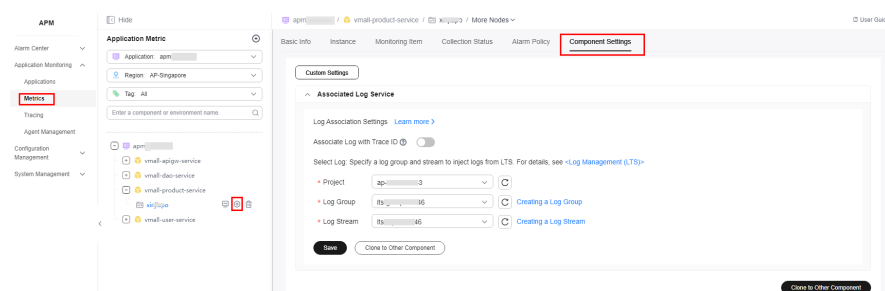 APM
Alarm Center
Application Monitoring
Applications
Metrics
Tracing
Agent Management
Configuration
Management
System Management
Hide
Application Metric
Application: apm
Region: AP-Singapore
Tag: All
Enter a component or environment name
apm
vmall-apigw-service
vmall-dao-service
vmall-product-service
vmall-user-service
apm / vmall-product-service / / More Nodes
User Guide
Basic Info Instance Monitoring Item Collection Status Alarm Policy Component Settings
Custom Settings
Associated Log Service
Log Association Settings Learn more >
Associate Log with Trace ID
Select Log: Specify a log group and stream to inject logs from LTS. For details, see <Log Management (LTS)>
* Project ap- 3
* Log Group lts 46 Creating a Log Group
* Log Stream lts 46 Creating a Log Stream
Save Clone to Other Component
Clone to Other Component